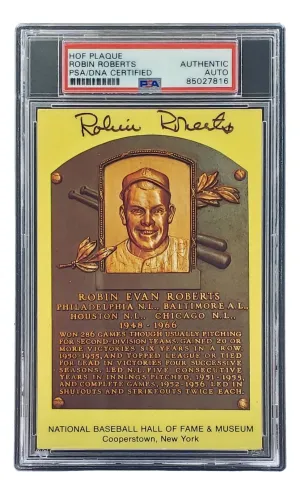 HOF PLAQUE
ROBIN ROBERTS
PSA/DNA CERTIFIED
AUTHENTIC
AUTO
85027816
PSA
Robin Roberts
ROBIN EVAN ROBERTS
PHILADELPHIA N.L., BALTIMORE A.L.,
HOUSTON N.L., CHICAGO N.L.,
1948 - 1966
WON 286 GAMES THOUGH USUALLY PITCHING
FOR SECOND-DIVISION TEAMS. GAINED 20 OR
MORE VICTORIES SIX YEARS IN A ROW,
1950-1955, AND TOPPED LEAGUE OR TIED
FOR LEAD IN VICTORIES FOUR SUCCESSIVE
SEASONS. LED N.L. FIVE CONSECUTIVE
YEARS IN INNINGS PITCHED, 1951-1955,
AND COMPLETE GAMES, 1952-1956. LED IN
SHUTOUTS AND STRIKEOUTS TWICE EACH.
NATIONAL BASEBALL HALL OF FAME & MUSEUM
Cooperstown, New York